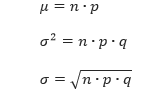 μ = n · p
σ² = n · p · q
σ = √n · p · q